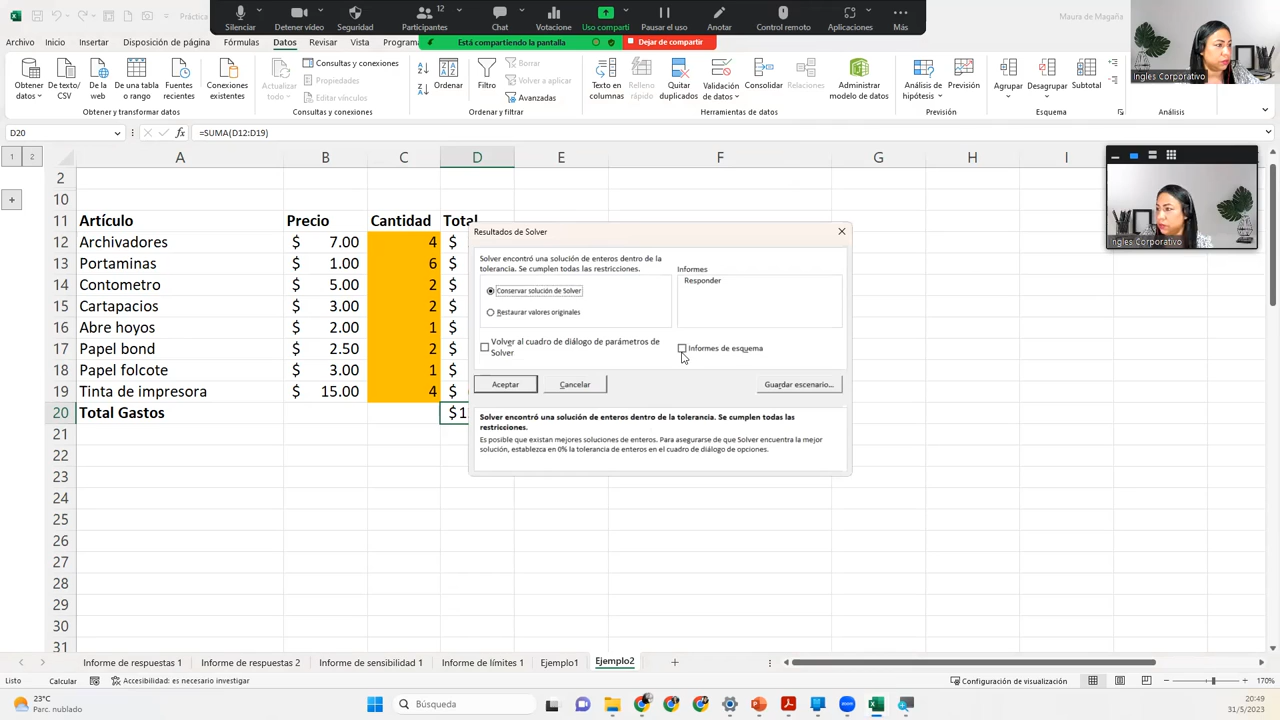 Práctica
Silenciar
Detener video
Seguridad
12
Participantes
Chat
Votacione
Uso comparti
Pausar el uso
Anotar
Control remoto
Aplicaciones
Más
Maura de Magaña
Archivo
Inicio
Insertar
Disposición de página
Fórmulas
Datos
Revisar
Vista
Programa
Está compartiendo la pantalla
Dejar de compartir
Ingles Corporativo
Obtener datos
De texto/ CSV
De la web
De una tabla o rango
Fuentes recientes
Conexiones existentes
Obtener y transformar datos
Actualizar todo
Consultas y conexiones
Propiedades
Editar vínculos
Consultas y conexiones
Ordenar
Filtro
Borrar
Volver a aplicar
Avanzadas
Ordenar y filtrar
Texto en columnas
Relleno rápido
Quitar duplicados
Validación de datos
Consolidar
Relaciones
Administrar modelo de datos
Herramientas de datos
Análisis de hipótesis
Previsión
Previsión
Agrupar
Desagrupar
Subtotal
Esquema
Análisis
D20
fx
=SUMA(D12:D19)
1 2
A B C D E F G H I
2
10
11 Artículo Precio Cantidad Total
12 Archivadores $ 7.00 4 $
13 Portaminas $ 1.00 6 $
14 Contometro $ 5.00 2 $
15 Cartapacios $ 3.00 2 $
16 Abre hoyos $ 2.00 1 $
17 Papel bond $ 2.50 2 $
18 Papel folcote $ 3.00 1 $
19 Tinta de impresora $ 15.00 4 $
20 Total Gastos $1
21
22
23
24
25
26
27
28
29
30
31
Resultados de Solver
Solver encontró una solución de enteros dentro de la
tolerancia. Se cumplen todas las restricciones.
Conservar solución de Solver
Restaurar valores originales
Informes
Responder
Volver al cuadro de diálogo de parámetros de
Solver
Informes de esquema
Aceptar
Cancelar
Guardar escenario...
Solver encontró una solución de enteros dentro de la tolerancia. Se cumplen todas las
restricciones.
Es posible que existan mejores soluciones de enteros. Para asegurarse de que Solver encuentra la mejor
solución, establezca en 0% la tolerancia de enteros en el cuadro de diálogo de opciones.
Ingles Corporativo
Informe de respuestas 1
Informe de respuestas 2
Informe de sensibilidad 1
Informe de límites 1
Ejemplo1
Ejemplo2
Listo
Calcular
Accesibilidad: es necesario investigar
Configuración de visualización
170%
23°C
Parc. nublado
Búsqueda
20:49
31/5/2023